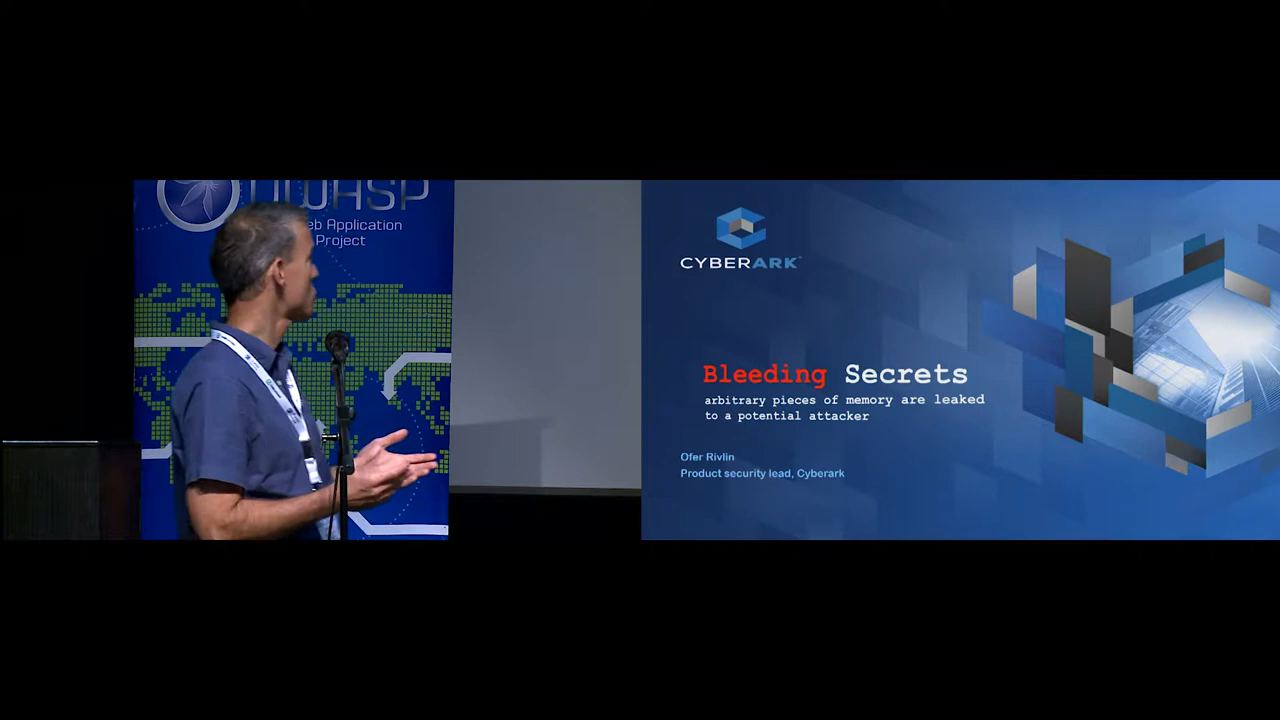 Application
Project
CYBERARK
Bleeding Secrets
arbitrary pieces of memory are leaked
to a potential attacker
Ofer Rivlin
Product security lead, Cyberark